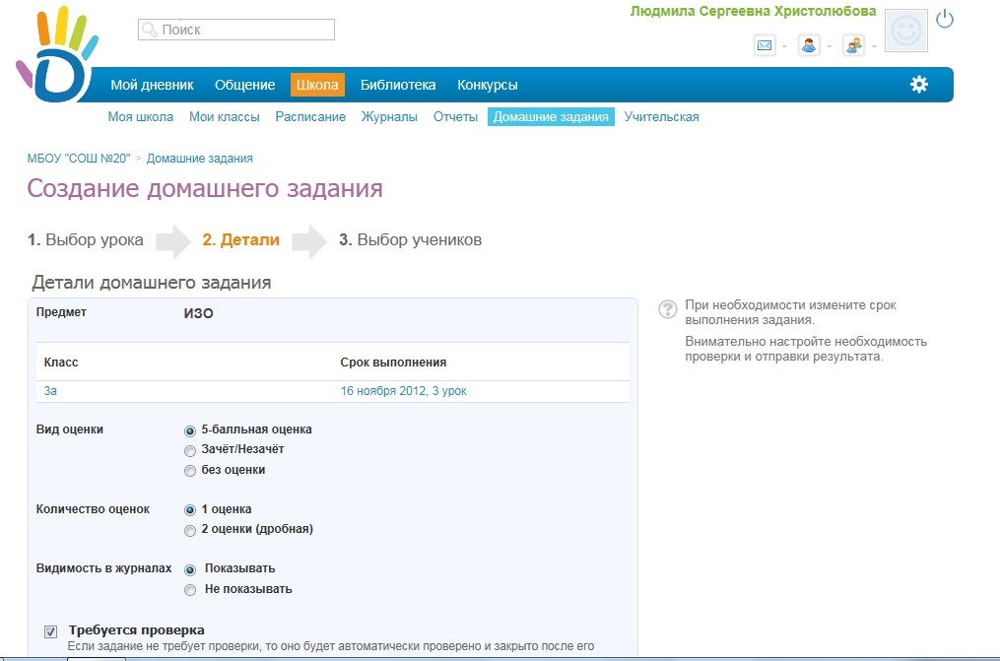 Людмила Сергеевна Христолюбова
Поиск
Мой дневник Общение Школа Библиотека Конкурсы
Моя школа Мои классы Расписание Журналы Отчеты Домашние задания Учительская
МБОУ "СОШ №20" > Домашние задания
Создание домашнего задания
1. Выбор урока 2. Детали 3. Выбор учеников
Детали домашнего задания
Предмет ИЗО
При необходимости измените срок
выполнения задания.
Внимательно настройте необходимость
проверки и отправки результата.
Класс Срок выполнения
3а 16 ноября 2012, 3 урок
Вид оценки 5-балльная оценка
Зачёт/Незачёт
без оценки
Количество оценок 1 оценка
2 оценки (дробная)
Видимость в журналах Показывать
Не показывать
Требуется проверка
Если задание не требует проверки, то оно будет автоматически проверено и закрыто после его